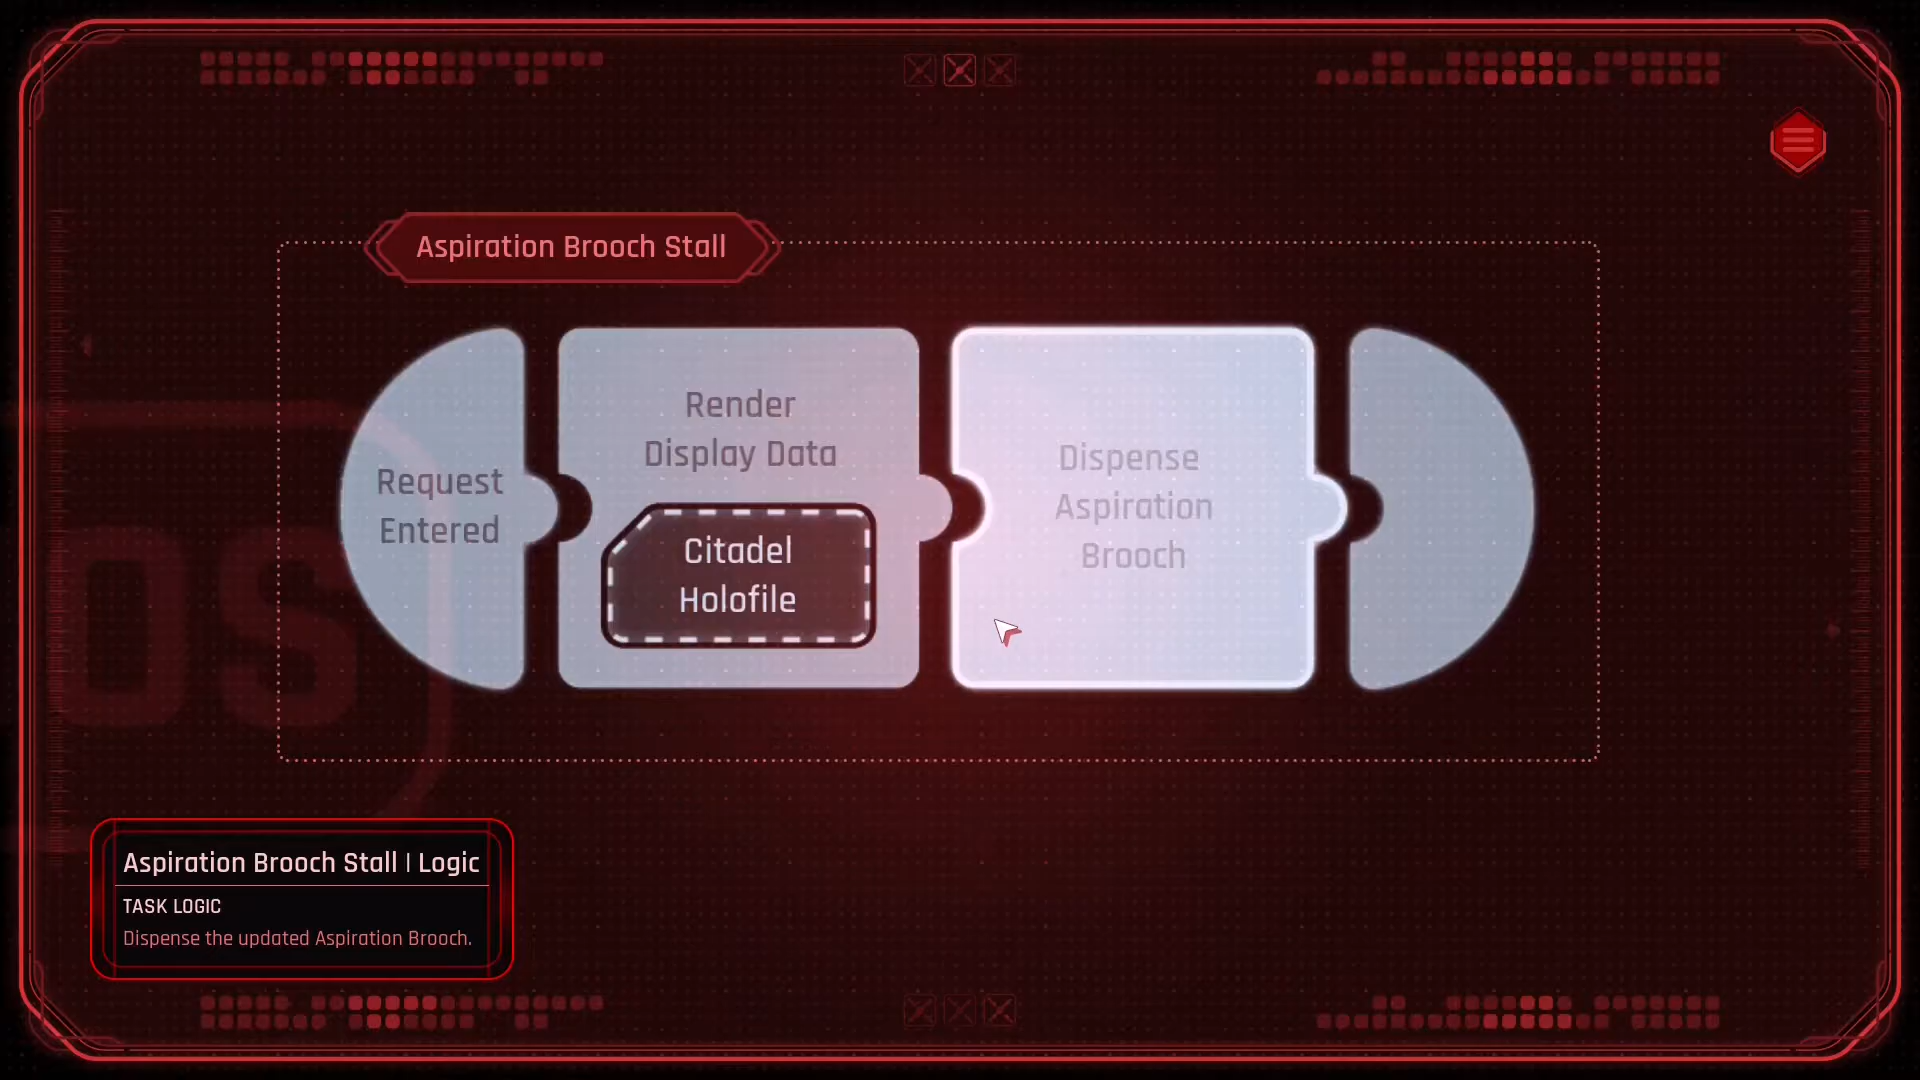 Aspiration Brooch Stall
Request
Entered
Render
Display Data
Citadel
Holofile
Dispense
Aspiration
Brooch
OS
Aspiration Brooch Stall | Logic
TASK LOGIC
Dispense the updated Aspiration Brooch.